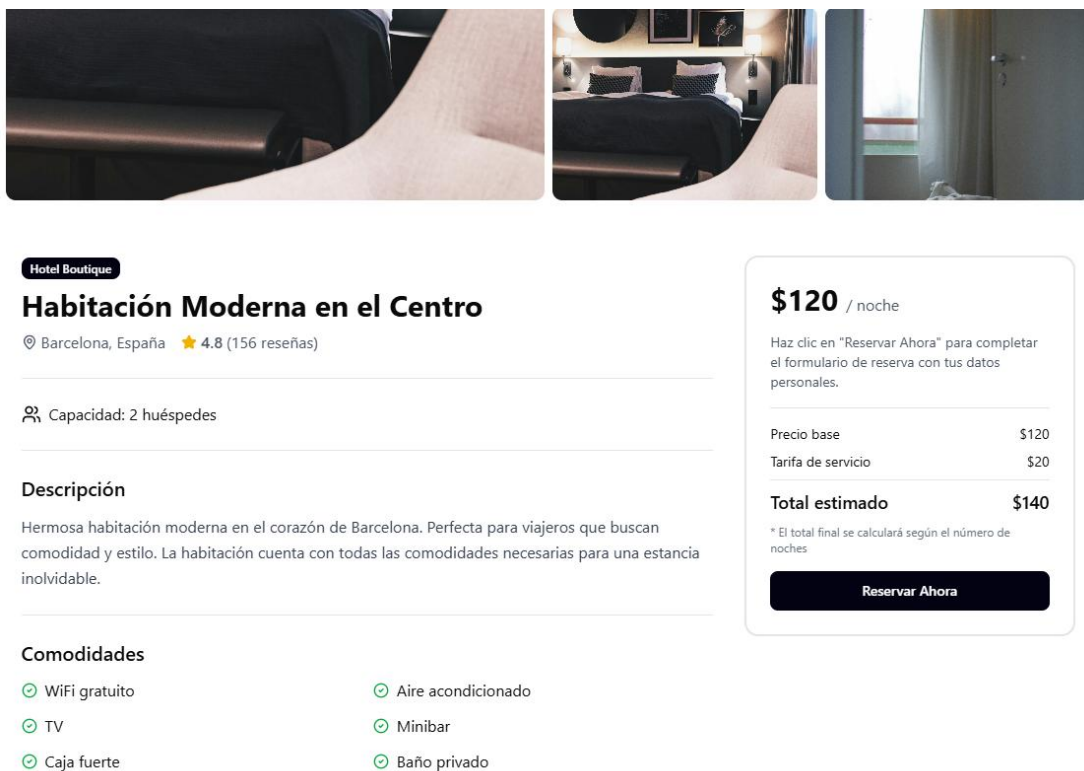 Hotel Boutique
Habitación Moderna en el Centro
Barcelona, España 4.8 (156 reseñas)
Capacidad: 2 huéspedes
Descripción
Hermosa habitación moderna en el corazón de Barcelona. Perfecta para viajeros que buscan
comodidad y estilo. La habitación cuenta con todas las comodidades necesarias para una estancia
inolvidable.
Comodidades
WiFi gratuito
Aire acondicionado
TV
Minibar
Caja fuerte
Baño privado
$120 / noche
Haz clic en "Reservar Ahora" para completar
el formulario de reserva con tus datos
personales.
Precio base $120
Tarifa de servicio $20
Total estimado $140
* El total final se calculará según el número de
noches
Reservar Ahora